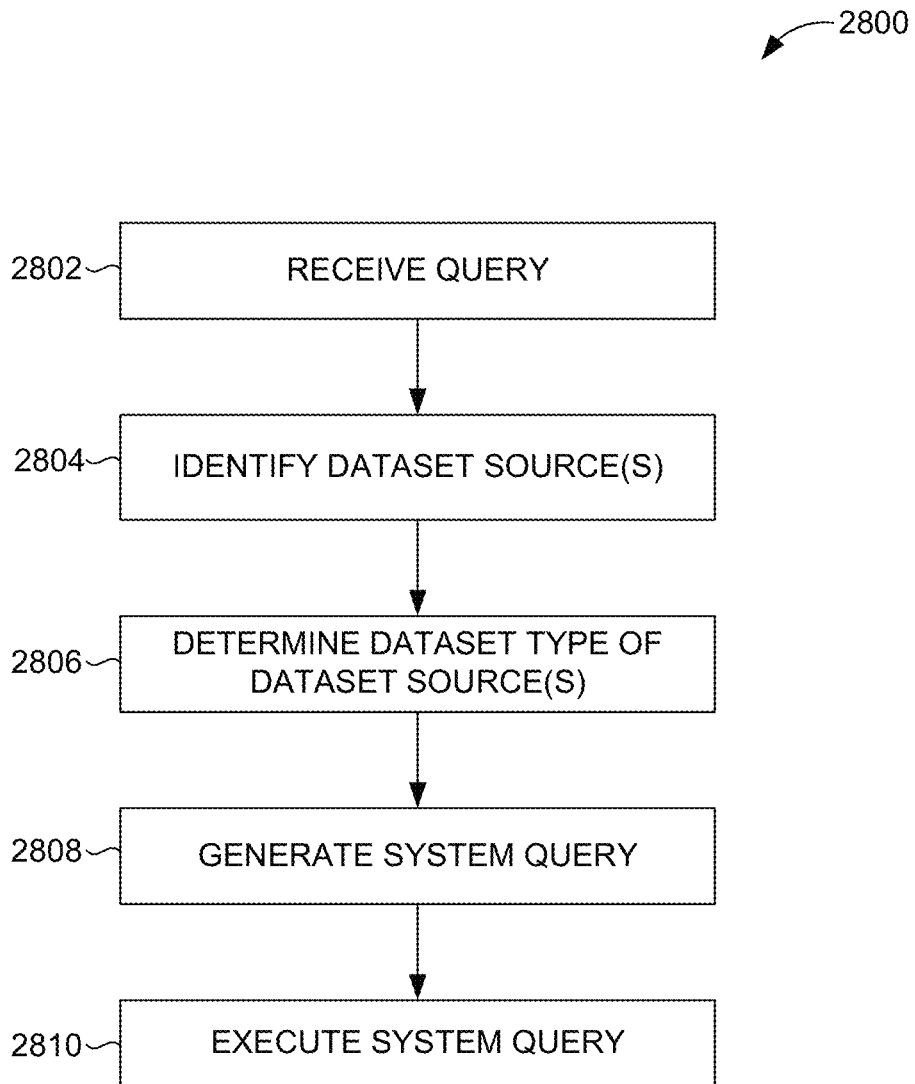 2800
2802
RECEIVE QUERY
2804
IDENTIFY DATASET SOURCE(S)
2806
DETERMINE DATASET TYPE OF
DATASET SOURCE(S)
2808
GENERATE SYSTEM QUERY
2810
EXECUTE SYSTEM QUERY